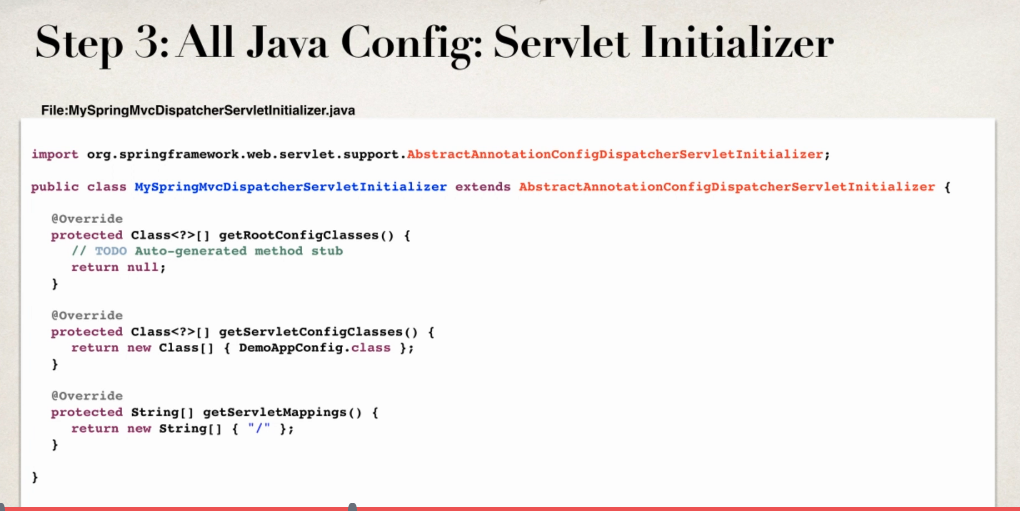 Step 3: All Java Config: Servlet Initializer
File:MySpringMvcDispatcherServletInitializer.java
import org.springframework.web.servlet.support.AbstractAnnotationConfigDispatcherServletInitializer;
public class MySpringMvcDispatcherServletInitializer extends AbstractAnnotationConfigDispatcherServletInitializer {
@Override
protected Class<?>[] getRootConfigClasses() {
// TODO Auto-generated method stub
return null;
}
@Override
protected Class<?>[] getServletConfigClasses() {
return new Class[] { DemoAppConfig.class };
}
@Override
protected String[] getServletMappings() {
return new String[] { "/" };
}
}